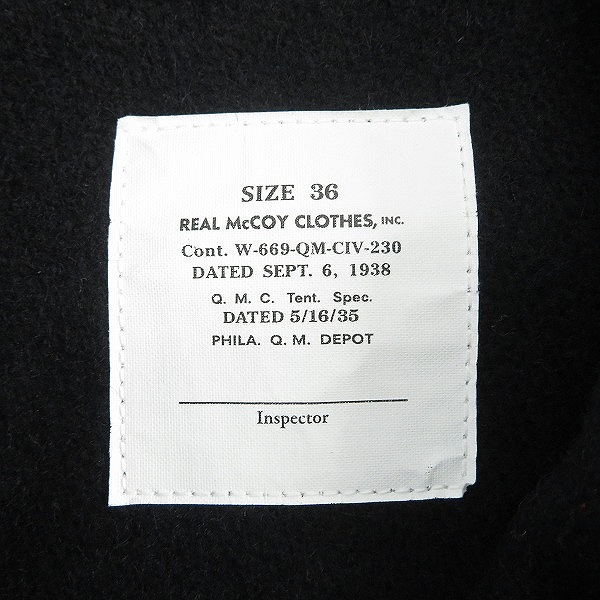 SIZE 36
REAL McCOY CLOTHES, INC.
Cont. W-669-QM-CIV-230
DATED SEPT. 6, 1938
Q. M. C. Tent. Spec.
DATED 5/16/35
PHILA. Q. M. DEPOT
Inspector